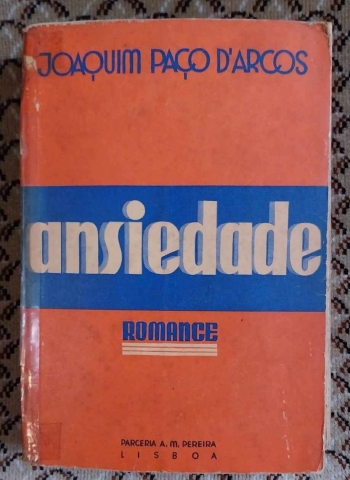 JOAQUIM PAÇO D'ARCOS
ansiedade
ROMANCE
PARCERIA A. M. PEREIRA
LISBOA